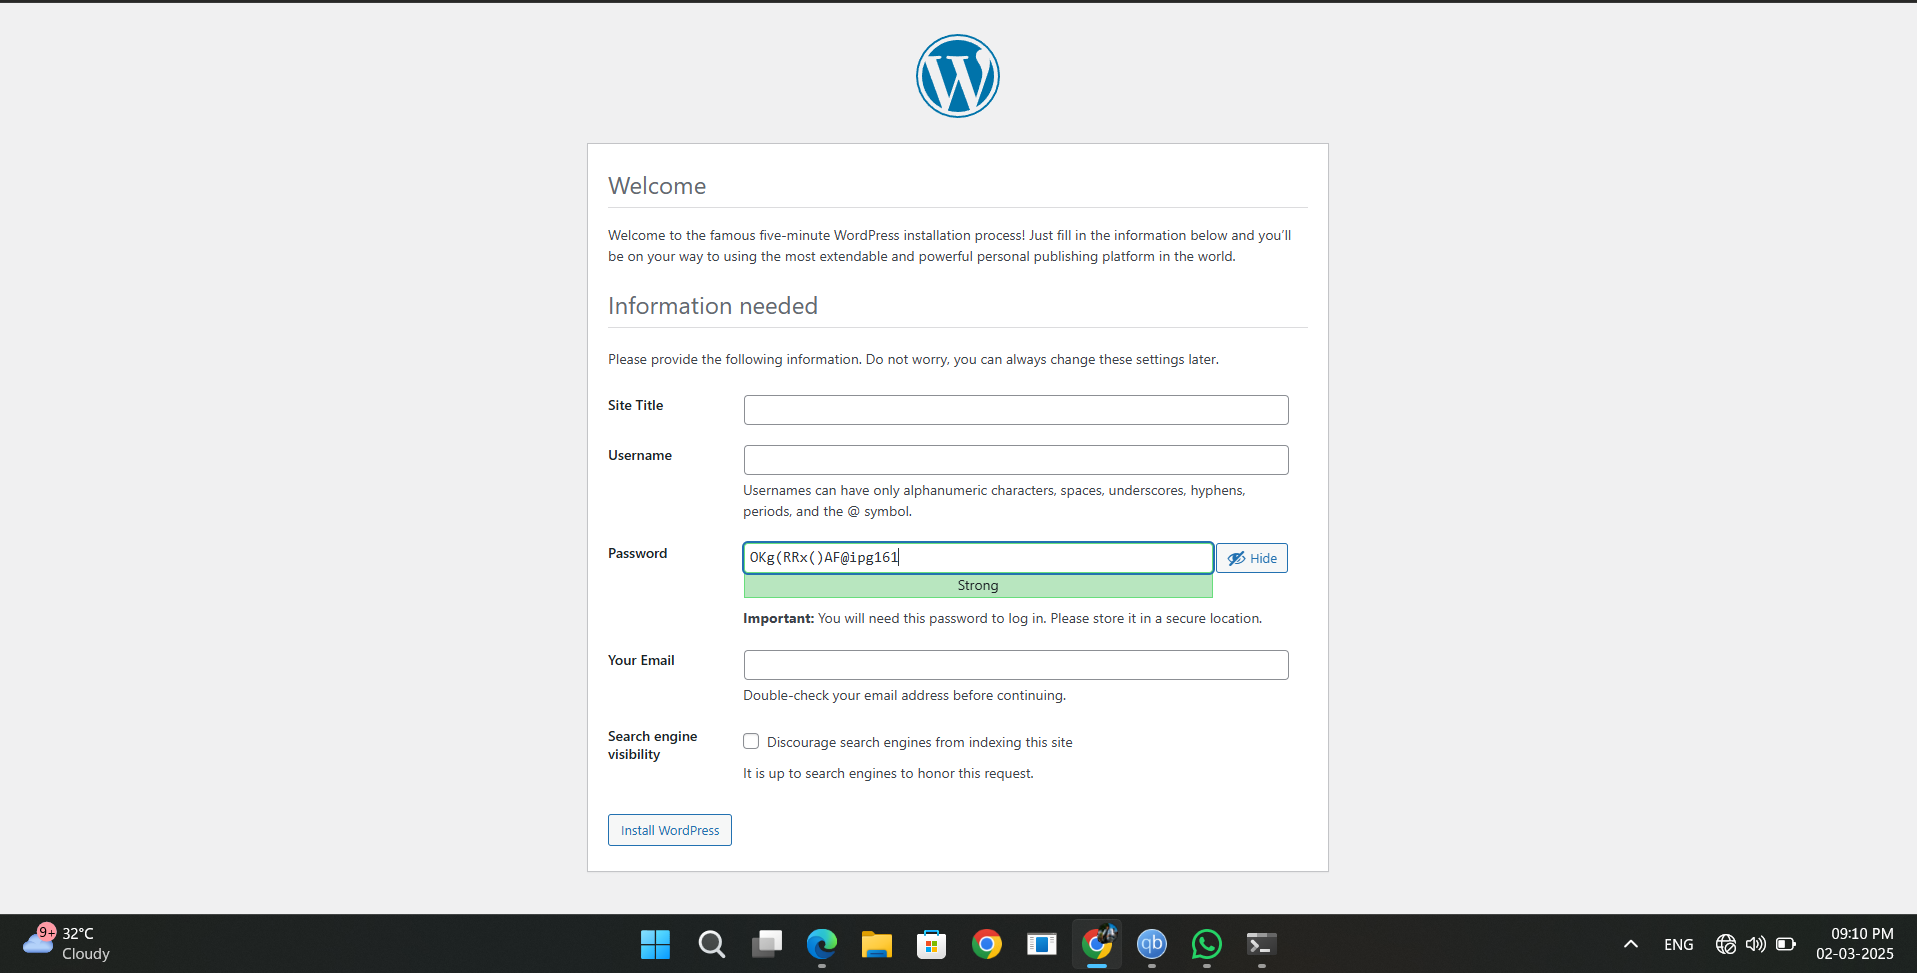 Welcome
Welcome to the famous five-minute WordPress installation process! Just fill in the information below and you’ll
be on your way to using the most extendable and powerful personal publishing platform in the world.
Information needed
Please provide the following information. Do not worry, you can always change these settings later.
Site Title
Username
Usernames can have only alphanumeric characters, spaces, underscores, hyphens,
periods, and the @ symbol.
Password
OKg(RRx()AF@ipg161
Hide
Strong
Important: You will need this password to log in. Please store it in a secure location.
Your Email
Double-check your email address before continuing.
Search engine
visibility
Discourage search engines from indexing this site
It is up to search engines to honor this request.
Install WordPress
9+
32°C
Cloudy
qb
ENG
09:10 PM
02-03-2025